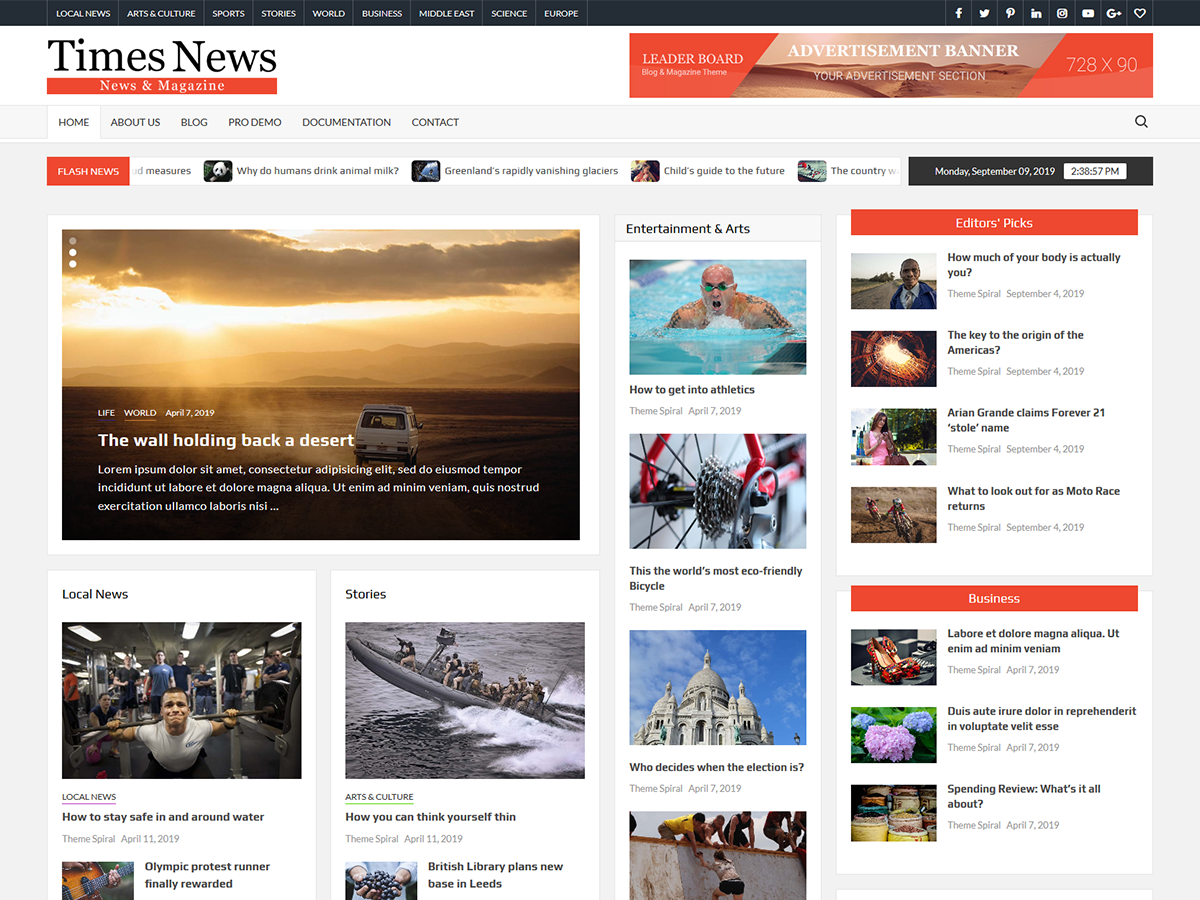 LOCAL NEWS ARTS & CULTURE SPORTS STORIES WORLD BUSINESS MIDDLE EAST SCIENCE EUROPE
Times News
News & Magazine
LEADER BOARD
Blog & Magazine Theme
ADVERTISEMENT BANNER
YOUR ADVERTISEMENT SECTION
728 X 90
HOME ABOUT US BLOG PRO DEMO DOCUMENTATION CONTACT
FLASH NEWS
measures
Why do humans drink animal milk?
Greenland's rapidly vanishing glaciers
Child's guide to the future
The country
Monday, September 09, 2019 2:38:57 PM
LIFE WORLD April 7, 2019
The wall holding back a desert
Lorem ipsum dolor sit amet, consectetur adipisicing elit, sed do eiusmod tempor
incididunt ut labore et dolore magna aliqua. Ut enim ad minim veniam, quis nostrud
exercitation ullamco laboris nisi ...
Local News
LOCAL NEWS
How to stay safe in and around water
Theme Spiral April 11, 2019
Olympic protest runner
finally rewarded
Stories
ARTS & CULTURE
How you can think yourself thin
Theme Spiral April 11, 2019
British Library plans new
base in Leeds
Entertainment & Arts
How to get into athletics
Theme Spiral April 7, 2019
This the world's most eco-friendly
Bicycle
Theme Spiral April 7, 2019
Who decides when the election is?
Theme Spiral April 7, 2019
Editors' Picks
How much of your body is actually
you?
Theme Spiral September 4, 2019
The key to the origin of the
Americas?
Theme Spiral September 4, 2019
Arian Grande claims Forever 21
‘stole’ name
Theme Spiral September 4, 2019
What to look out for as Moto Race
returns
Theme Spiral September 4, 2019
Business
Labore et dolore magna aliqua. Ut
enim ad minim veniam
Theme Spiral April 7, 2019
Duis aute irure dolor in reprehenderit
in voluptate velit esse
Theme Spiral April 7, 2019
Spending Review: What's it all
about?
Theme Spiral April 7, 2019